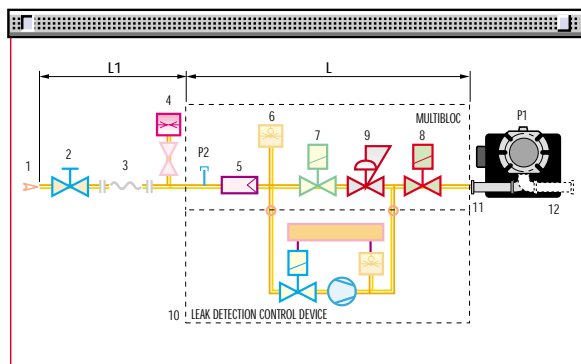 L1
L
4
6
MULTIBLOC
P1
1
2
3
P2
5
7
9
8
11
12
10
LEAK DETECTION CONTROL DEVICE